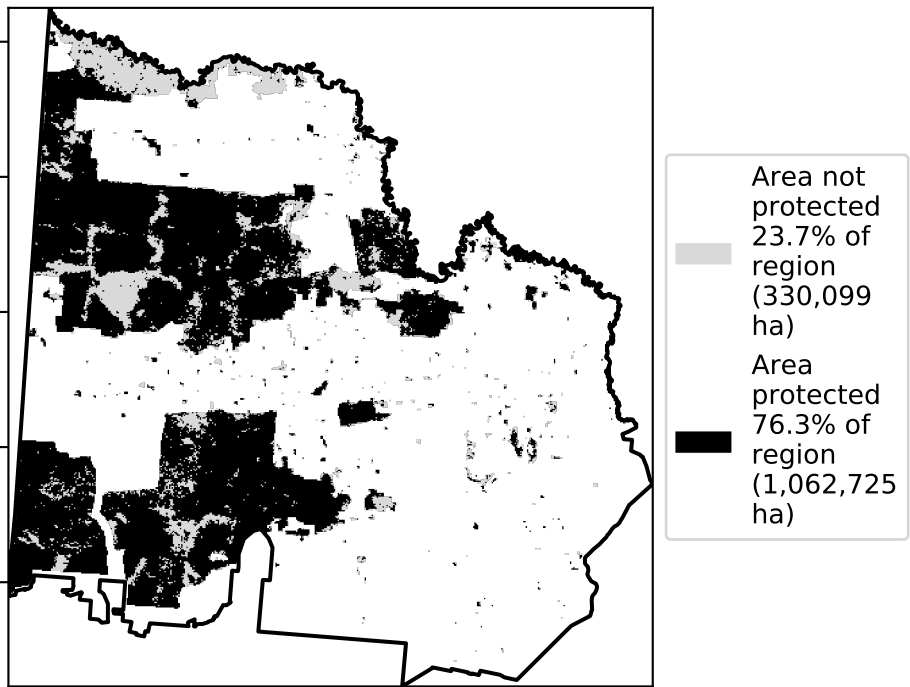 Area not
protected
23.7% of
region
(330,099
ha)
Area
protected
76.3% of
region
(1,062,725
ha)